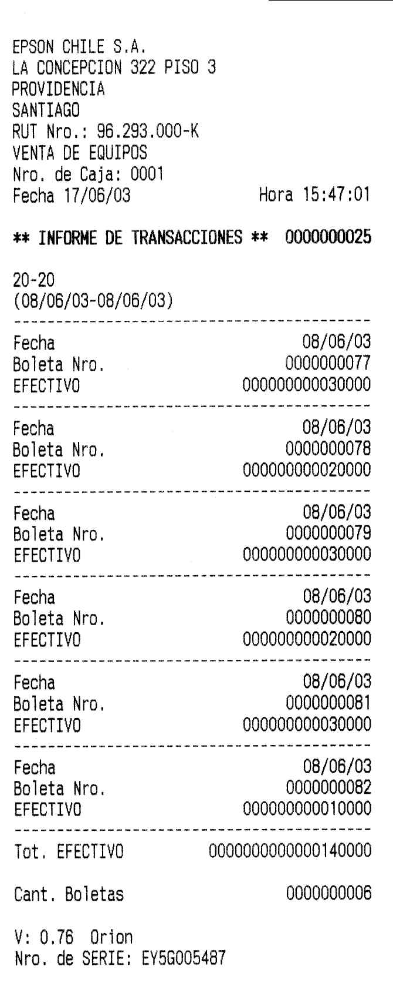 EPSON CHILE S.A.
LA CONCEPCION 322 PISO 3
PROVIDENCIA
SANTIAGO
RUT Nro.: 96.293.000-K
VENTA DE EQUIPOS
Nro. de Caja: 0001
Fecha 17/06/03 Hora 15:47:01
** INFORME DE TRANSACCIONES ** 0000000025
20-20
(08/06/03-08/06/03)
------------------------------------------
Fecha 08/06/03
Boleta Nro. 0000000077
EFECTIVO 000000000030000
------------------------------------------
Fecha 08/06/03
Boleta Nro. 0000000078
EFECTIVO 000000000020000
------------------------------------------
Fecha 08/06/03
Boleta Nro. 0000000079
EFECTIVO 000000000030000
------------------------------------------
Fecha 08/06/03
Boleta Nro. 0000000080
EFECTIVO 000000000020000
------------------------------------------
Fecha 08/06/03
Boleta Nro. 0000000081
EFECTIVO 000000000030000
------------------------------------------
Fecha 08/06/03
Boleta Nro. 0000000082
EFECTIVO 000000000010000
------------------------------------------
Tot. EFECTIVO 0000000000000140000
Cant. Boletas 0000000006
V: 0.76 Orion
Nro. de SERIE: EY5G005487